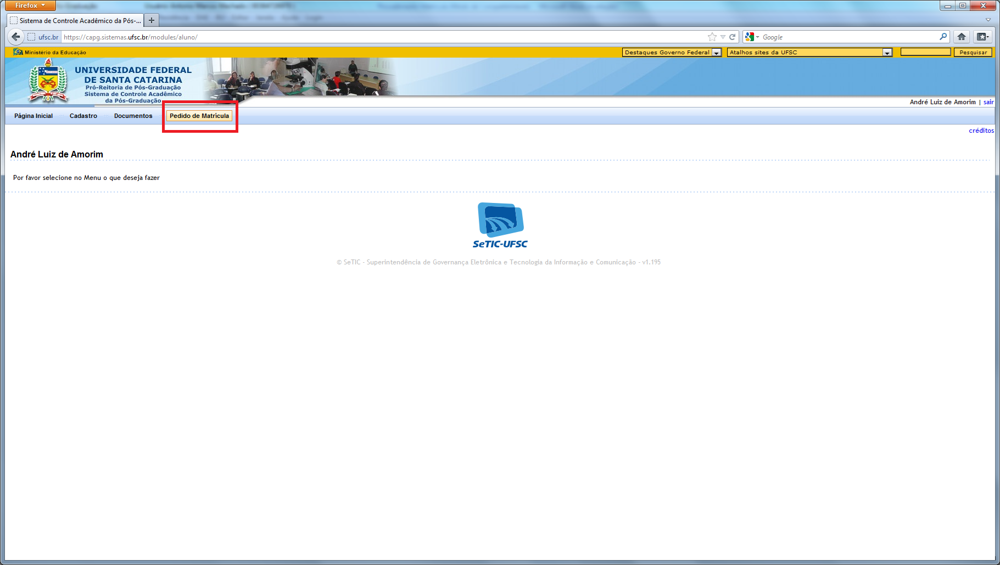 Firefox
Sistema de Controle Acadêmico da Pós-...
ufsc.br https://capg.sistemas.ufsc.br/modules/aluno/
Google
Ministério da Educação
Destaques Governo Federal
Atalhos sites da UFSC
Pesquisar
UNIVERSIDADE FEDERAL
DE SANTA CATARINA
Pró-Reitoria de Pós-Graduação
Sistema de Controle Acadêmico
da Pós-Graduação
André Luiz de Amorim | sair
Página Inicial Cadastro Documentos Pedido de Matrícula
créditos
André Luiz de Amorim
Por favor selecione no Menu o que deseja fazer
SeTIC-UFSC
© SeTIC - Superintendência de Governança Eletrônica e Tecnologia da Informação e Comunicação - v1.195